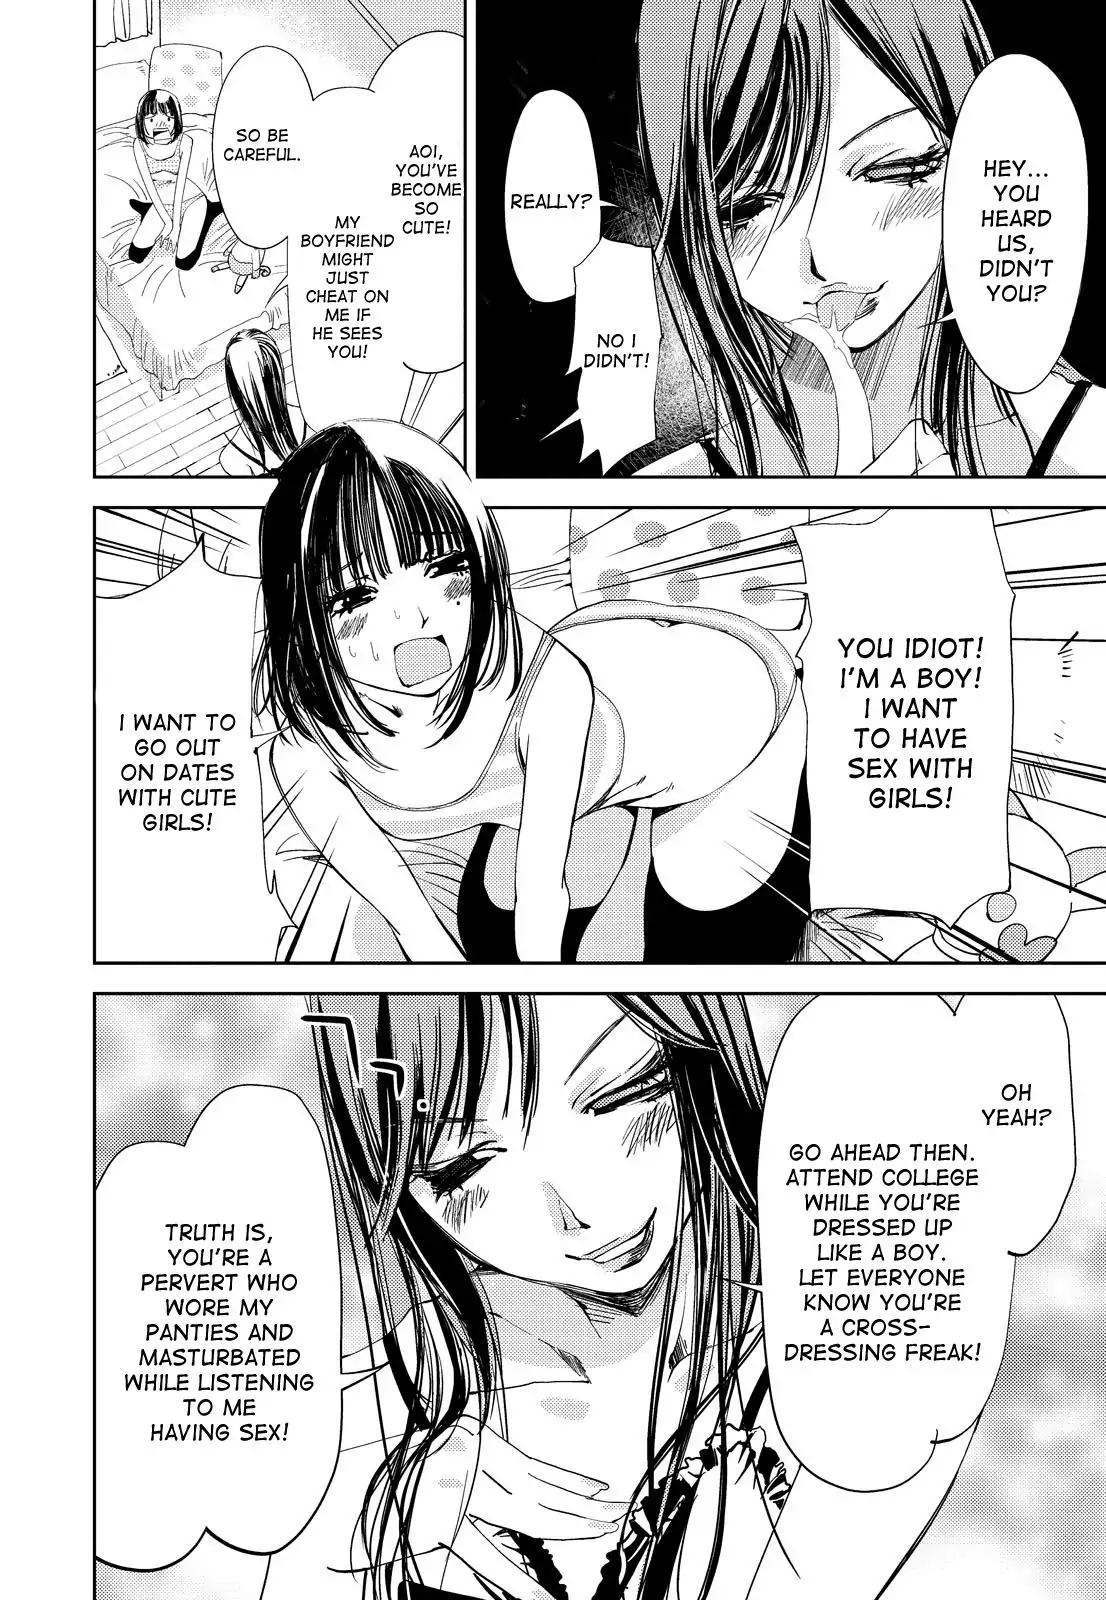 HEY...
YOU
HEARD
US,
DIDN'T
YOU?
REALLY?
NO I
DIDN'T!
AOI,
YOU'VE
BECOME
SO
CUTE!
MY
BOYFRIEND
MIGHT
JUST
CHEAT ON
ME IF
HE SEES
YOU!
SO BE
CAREFUL.
YOU IDIOT!
I'M A BOY!
I WANT
TO HAVE
SEX WITH
GIRLS!
I WANT TO
GO OUT
ON DATES
WITH CUTE
GIRLS!
OH
YEAH?
GO AHEAD THEN.
ATTEND COLLEGE
WHILE YOU'RE
DRESSED UP
LIKE A BOY.
LET EVERYONE
KNOW YOU'RE
A CROSS-
DRESSING FREAK!
TRUTH IS,
YOU'RE A
PERVERT WHO
WORE MY
PANTIES AND
MASTURBATED
WHILE LISTENING
TO ME
HAVING SEX!